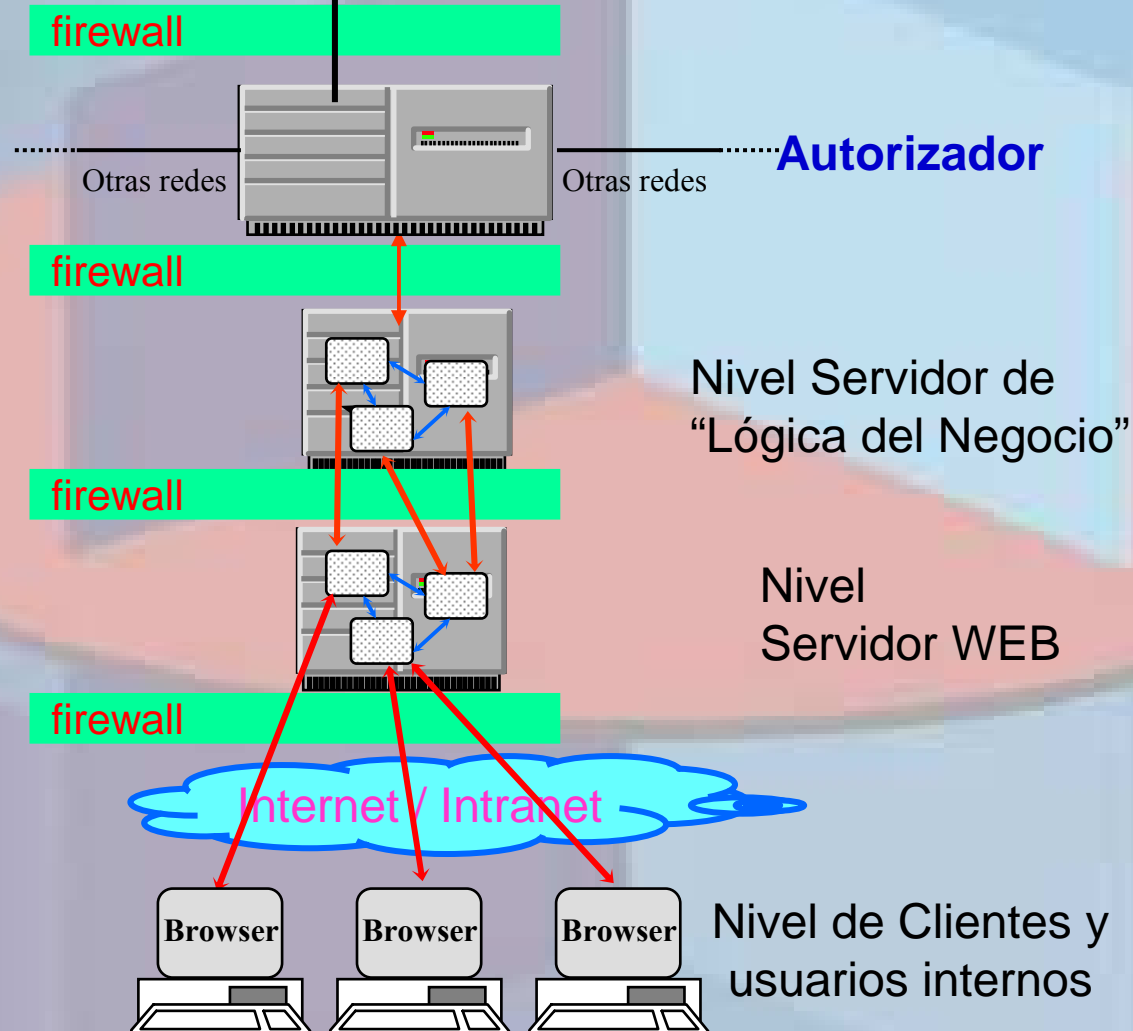 firewall
Autorizador
Otras redes
Otras redes
firewall
Nivel Servidor de
“Lógica del Negocio”
firewall
Nivel
Servidor WEB
firewall
Internet / Intranet
Browser
Browser
Browser
Nivel de Clientes y
usuarios internos